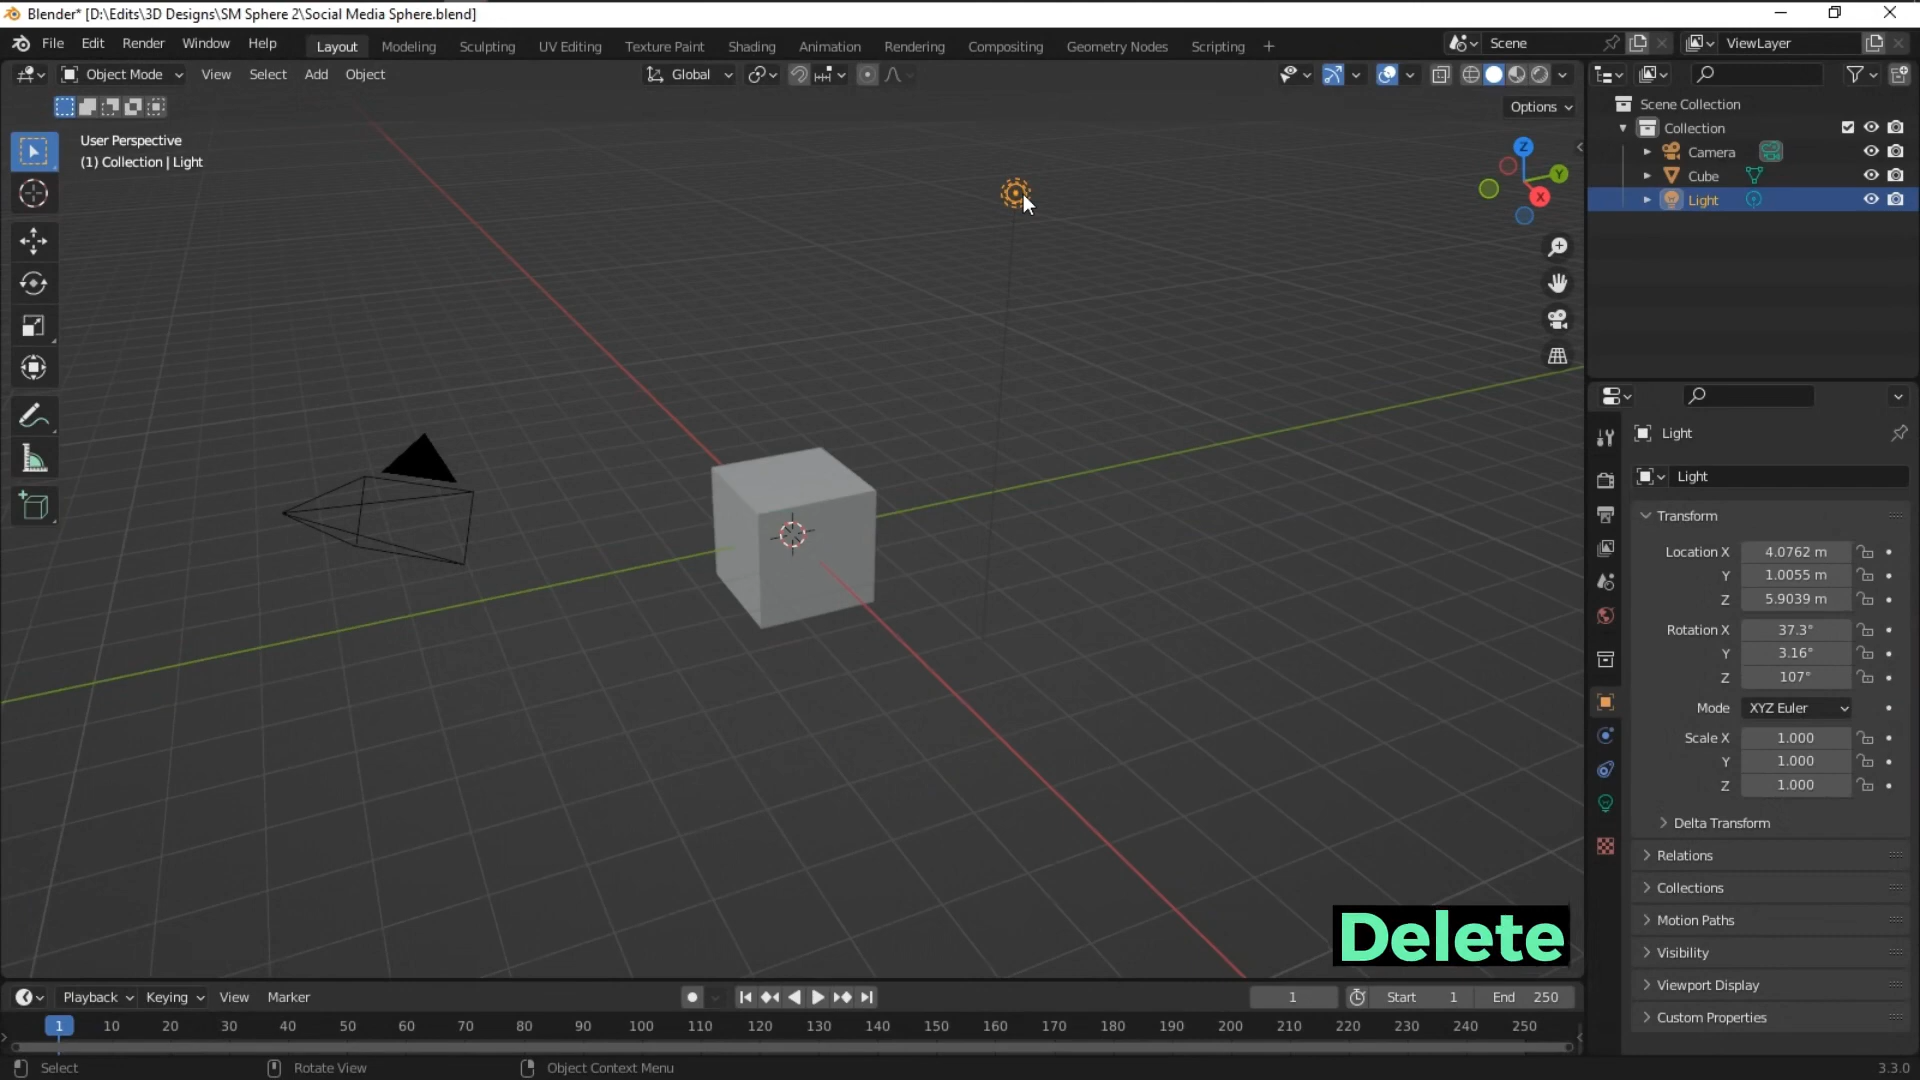 Blender* [D:\Edits\3D Designs\SM Sphere 2\Social Media Sphere.blend]
File Edit Render Window Help
Layout Modeling Sculpting UV Editing Texture Paint Shading Animation Rendering Compositing Geometry Nodes Scripting +
Scene
ViewLayer
Object Mode View Select Add Object
Global
Options
User Perspective
(1) Collection | Light
Z
Y
X
Scene Collection
Collection
Camera
Cube
Light
Light
Light
Transform
Location X 4.0762 m
Y 1.0055 m
Z 5.9039 m
Rotation X 37.3°
Y 3.16°
Z 107°
Mode XYZ Euler
Scale X 1.000
Y 1.000
Z 1.000
Delta Transform
Relations
Collections
Motion Paths
Visibility
Viewport Display
Custom Properties
Delete
Playback Keying View Marker
1 Start 1 End 250
1 10 20 30 40 50 60 70 80 90 100 110 120 130 140 150 160 170 180 190 200 210 220 230 240 250
Select Rotate View Object Context Menu
3.3.0